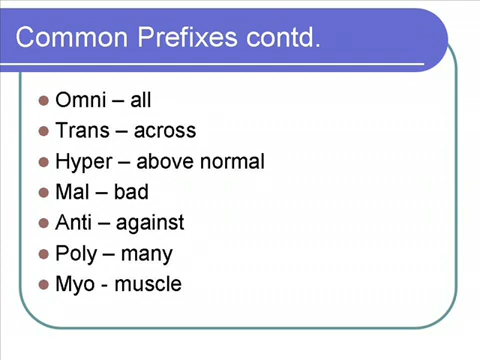 Common Prefixes contd.
Omni – all
Trans – across
Hyper – above normal
Mal – bad
Anti – against
Poly – many
Myo - muscle